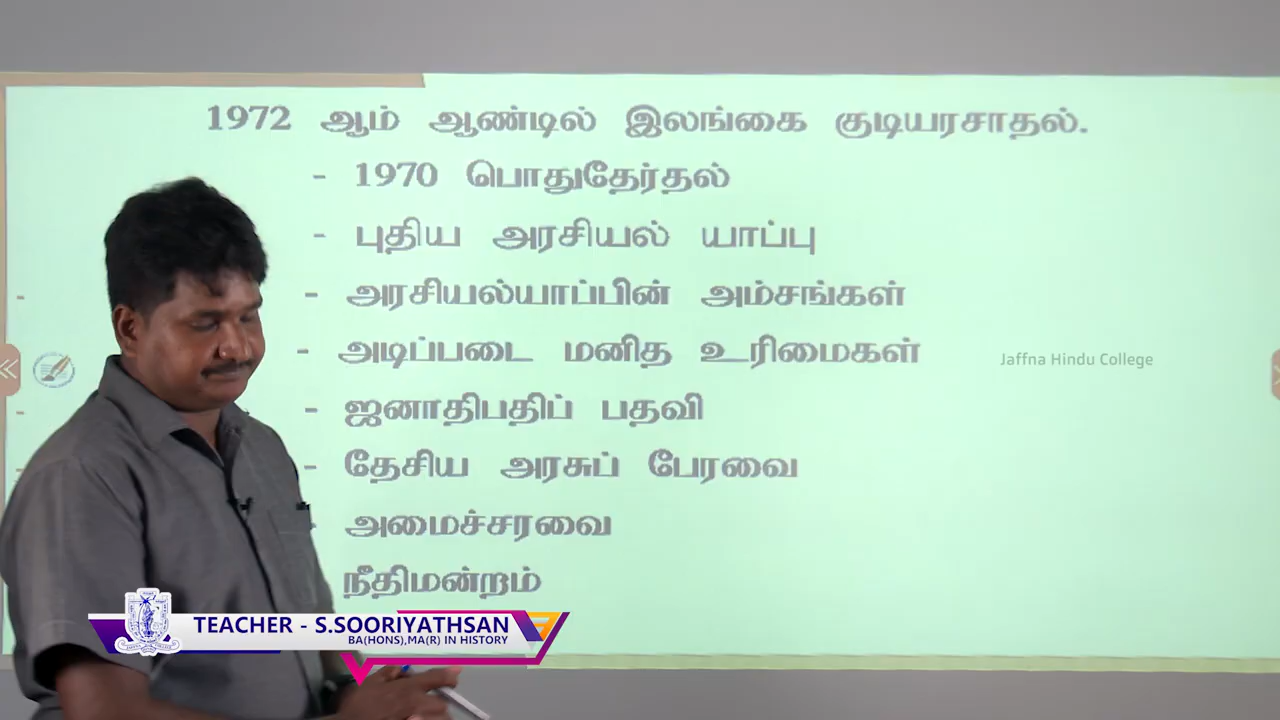 1972 ஆம் ஆண்டில் இலங்கை குடியரசாதல்.
- 1970 பொதுதேர்தல்
- புதிய அரசியல் யாப்பு
- அரசியல்யாப்பின் அம்சங்கள்
- அடிப்படை மனித உரிமைகள்
Jaffna Hindu College
- ஜனாதிபதிப் பதவி
- தேசிய அரசுப் பேரவை
- அமைச்சரவை
நீதிமன்றம்
TEACHER - S.SOORIYATHSAN
BA(HONS),MA(R) IN HISTORY